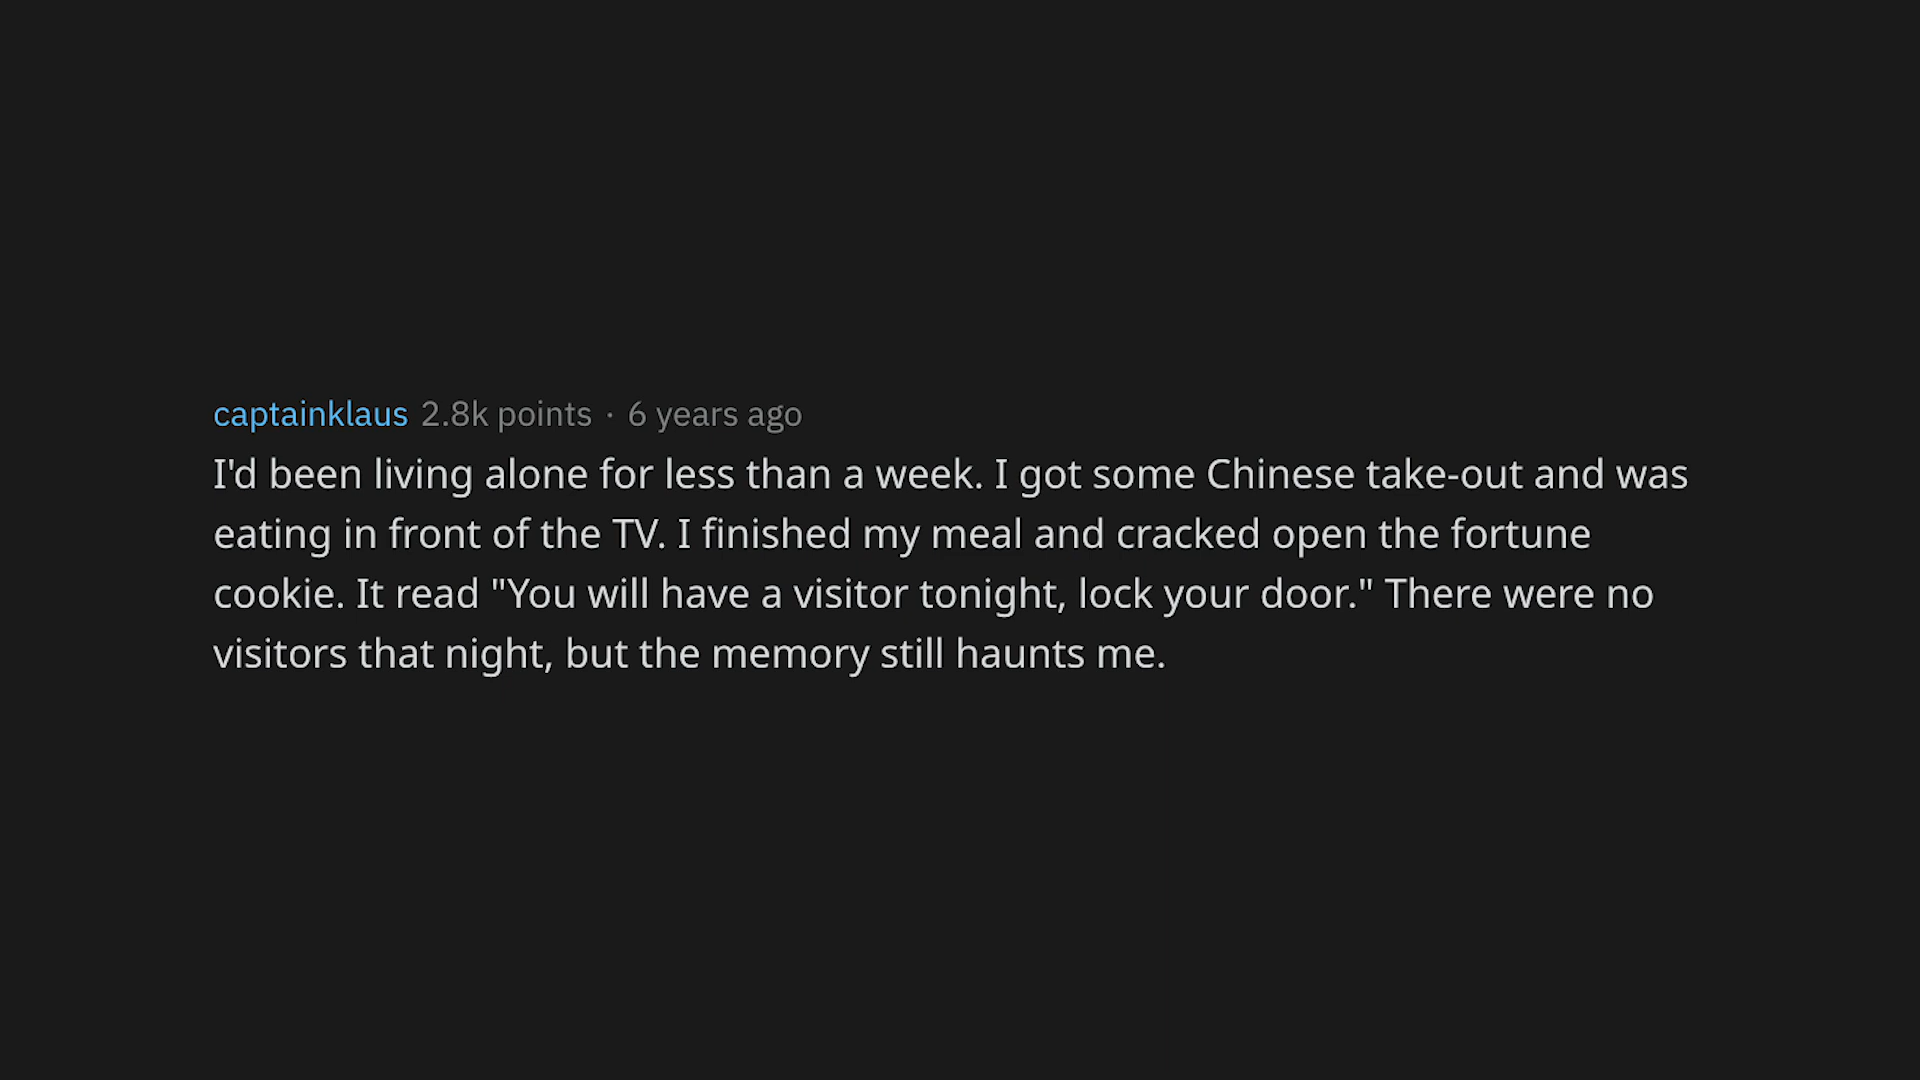 captainklaus 2.8k points · 6 years ago
I'd been living alone for less than a week. I got some Chinese take-out and was
eating in front of the TV. I finished my meal and cracked open the fortune
cookie. It read "You will have a visitor tonight, lock your door." There were no
visitors that night, but the memory still haunts me.